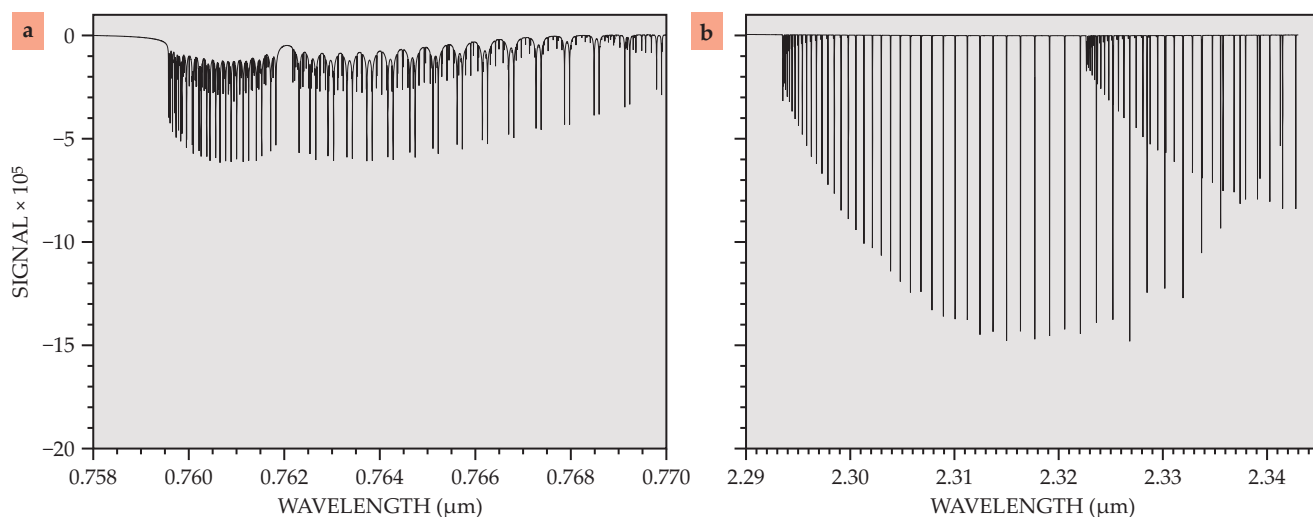 a
b
0
−5
−10
−15
−20
SIGNAL × 10⁵
0.758 0.760 0.762 0.764 0.766 0.768 0.770
2.29 2.30 2.31 2.32 2.33 2.34
WAVELENGTH (µm)
WAVELENGTH (µm)